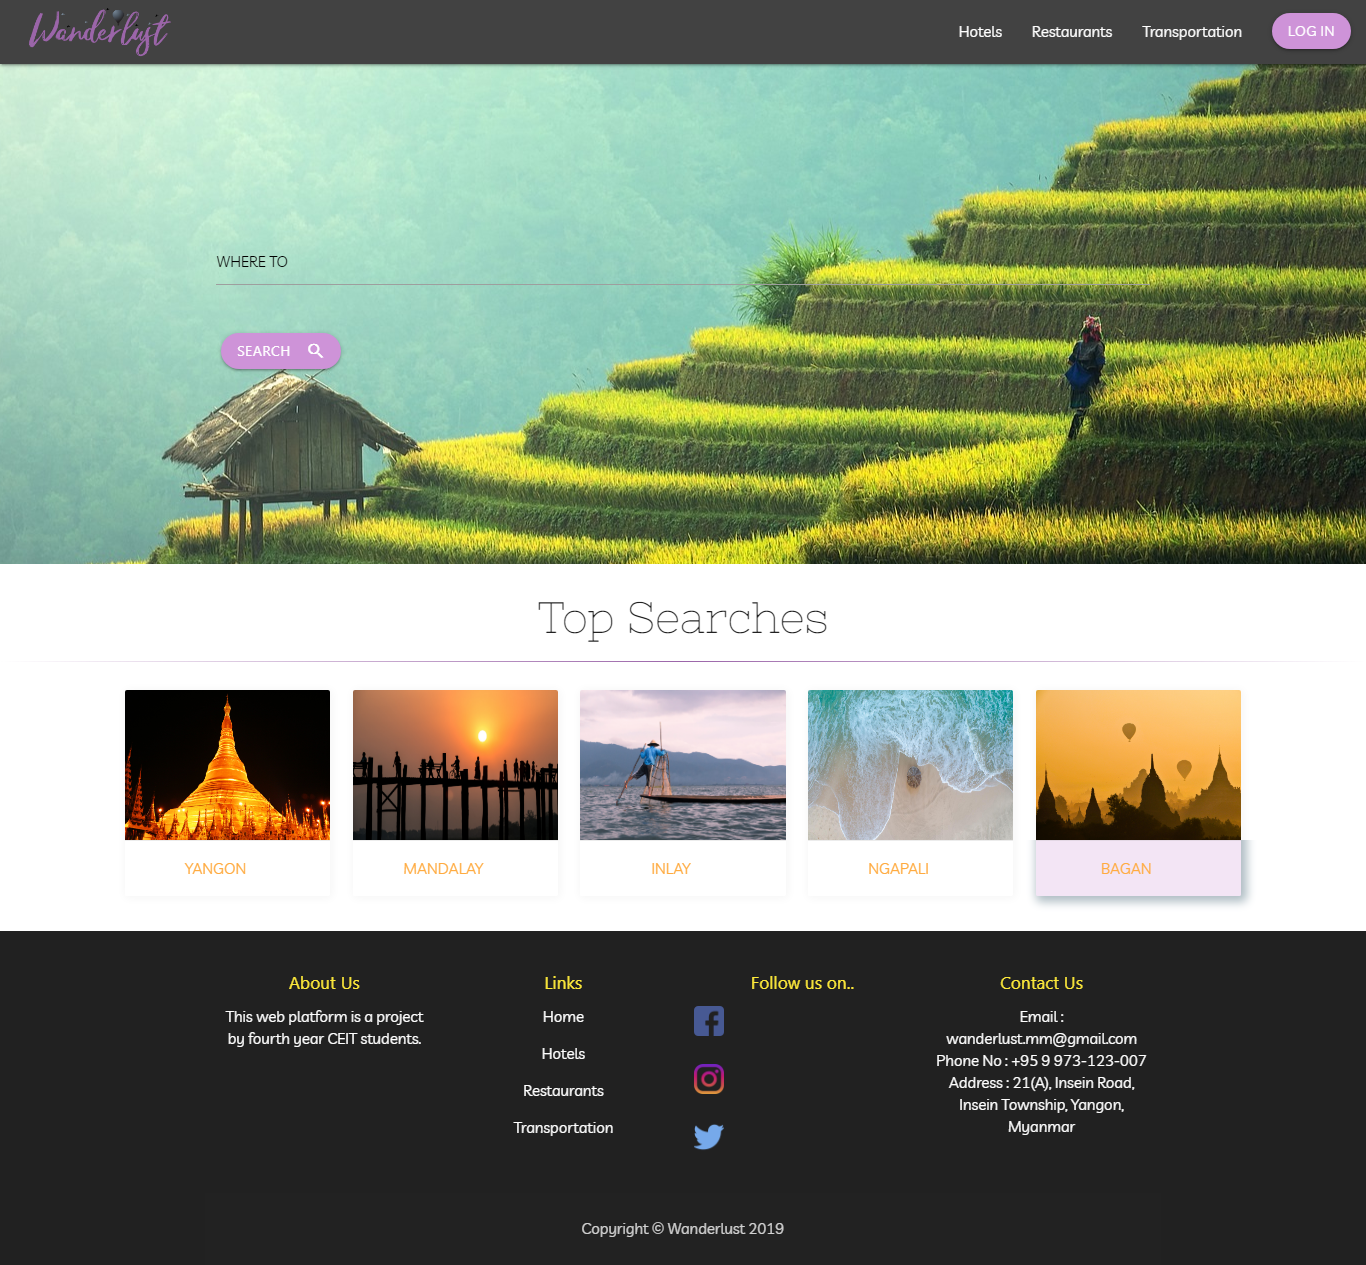 Wanderlust
Hotels
Restaurants
Transportation
LOG IN
WHERE TO
SEARCH
Top Searches
YANGON
MANDALAY
INLAY
NGAPALI
BAGAN
About Us
This web platform is a project
by fourth year CEIT students.
Links
Home
Hotels
Restaurants
Transportation
Follow us on..
Contact Us
Email :
wanderlust.mm@gmail.com
Phone No : +95 9 973-123-007
Address : 21(A), Insein Road,
Insein Township, Yangon,
Myanmar
Copyright © Wanderlust 2019